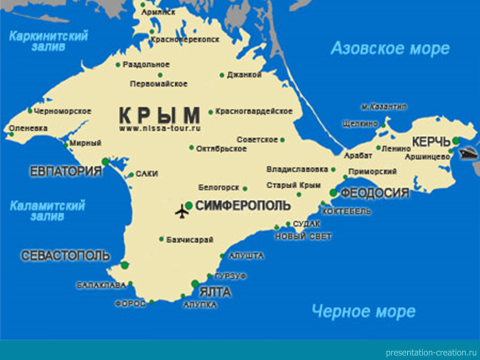 Армянск
Каркинитский
залив
Красноперекопск
Азовское море
Раздольное
Джанкой
Первомайское
м.Казантип
Черноморское
КРЫМ
www.nissa-tour.ru
Красногвардейское
Щелкино
Оленевка
Мирный
Советское
Октябрьское
Ленино
КЕРЧЬ
Арабат
Аршинцево
ЕВПАТОРИЯ
САКИ
Владиславовка
Приморский
Белогорск
Старый Крым
ФЕОДОСИЯ
Каламитский
залив
СИМФЕРОПОЛЬ
КОКТЕБЕЛЬ
СУДАК
НОВЫЙ СВЕТ
Бахчисарай
СЕВАСТОПОЛЬ
АЛУШТА
ГУРЗУФ
БАЛАКЛАВА
ЯЛТА
ФОРОС
АЛУПКА
Черное море
presentation-creation.ru